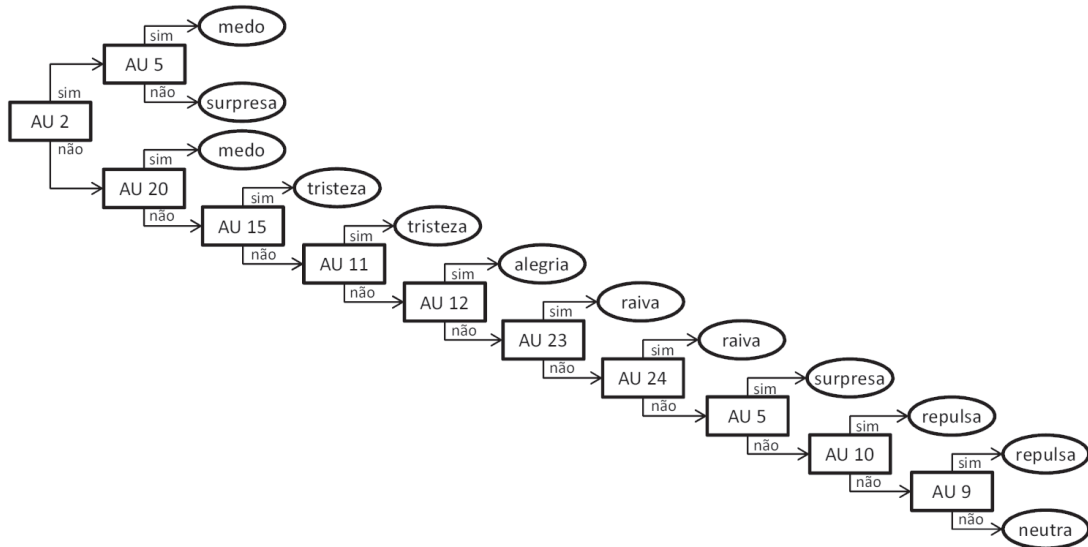 medo
sim
AU 5
sim
não
surpresa
AU 2
não
medo
sim
AU 20
não
tristeza
sim
AU 15
não
tristeza
sim
AU 11
não
alegria
sim
AU 12
não
raiva
sim
AU 23
não
raiva
sim
AU 24
não
surpresa
sim
AU 5
não
repulsa
sim
AU 10
não
repulsa
sim
AU 9
não
neutra